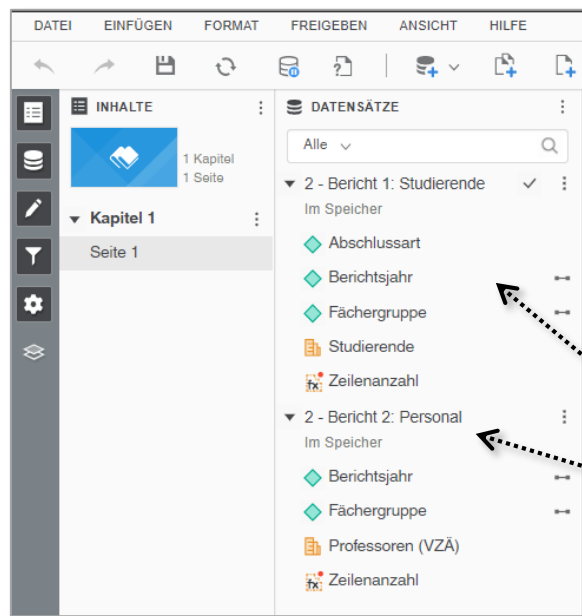 DATEI EINFÜGEN FORMAT FREIGEBEN ANSICHT HILFE
INHALTE
1 Kapitel
1 Seite
Kapitel 1
Seite 1
DATENSÄTZE
Alle
2 - Bericht 1: Studierende
Im Speicher
Abschlussart
Berichtsjahr
Fächergruppe
Studierende
fx Zeilenanzahl
2 - Bericht 2: Personal
Im Speicher
Berichtsjahr
Fächergruppe
Professoren (VZÄ)
fx Zeilenanzahl